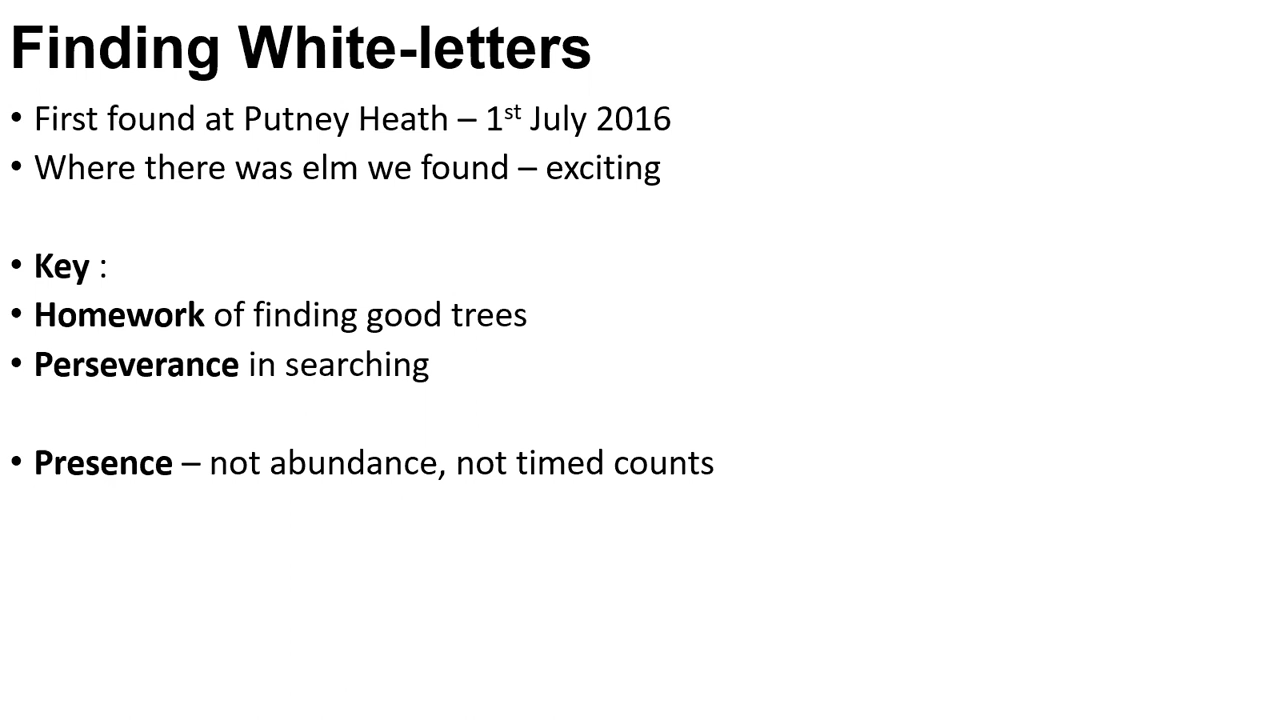 Finding White-letters
• First found at Putney Heath – 1st July 2016
• Where there was elm we found – exciting
• Key :
• Homework of finding good trees
• Perseverance in searching
• Presence – not abundance, not timed counts